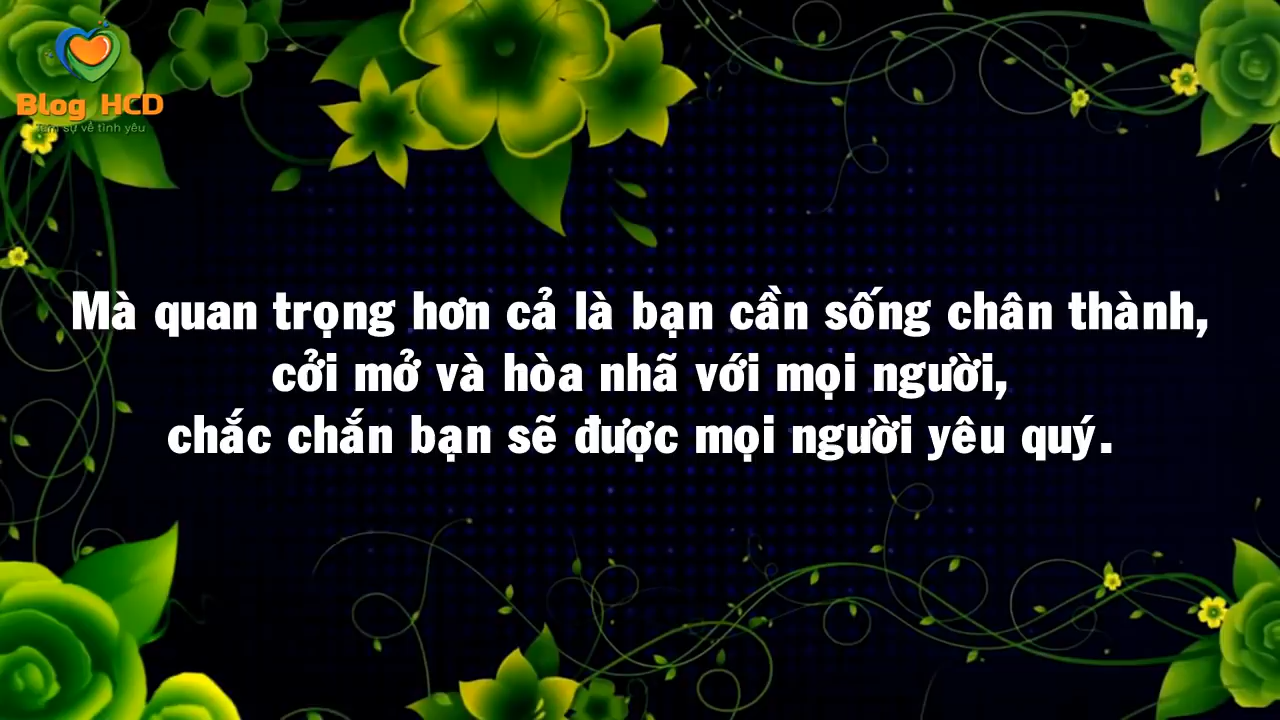 Blog HCD
tâm sự về tình yêu
Mà quan trọng hơn cả là bạn cần sống chân thành,
cởi mở và hòa nhã với mọi người,
chắc chắn bạn sẽ được mọi người yêu quý.